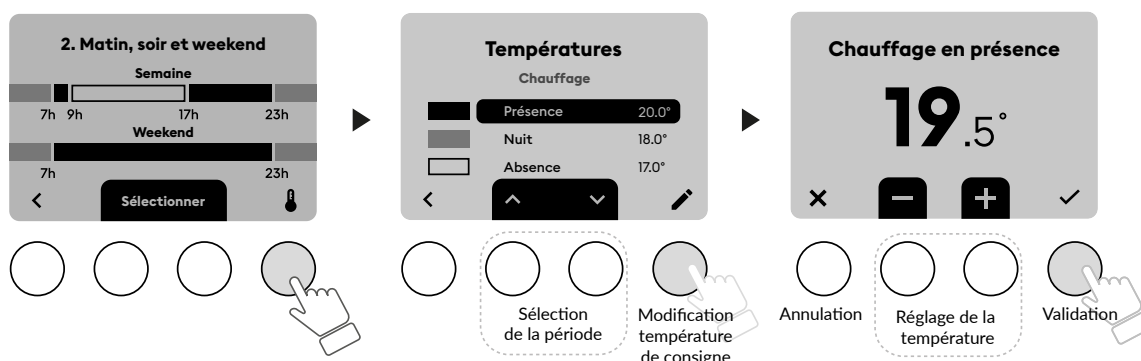 2. Matin, soir et weekend
Semaine
7h 9h 17h 23h
Weekend
7h 23h
Sélectionner
Températures
Chauffage
Présence 20.0°
Nuit 18.0°
Absence 17.0°
Sélection
de la période
Modification
température
de consigne
Chauffage en présence
19.5°
Annulation
Réglage de la
température
Validation